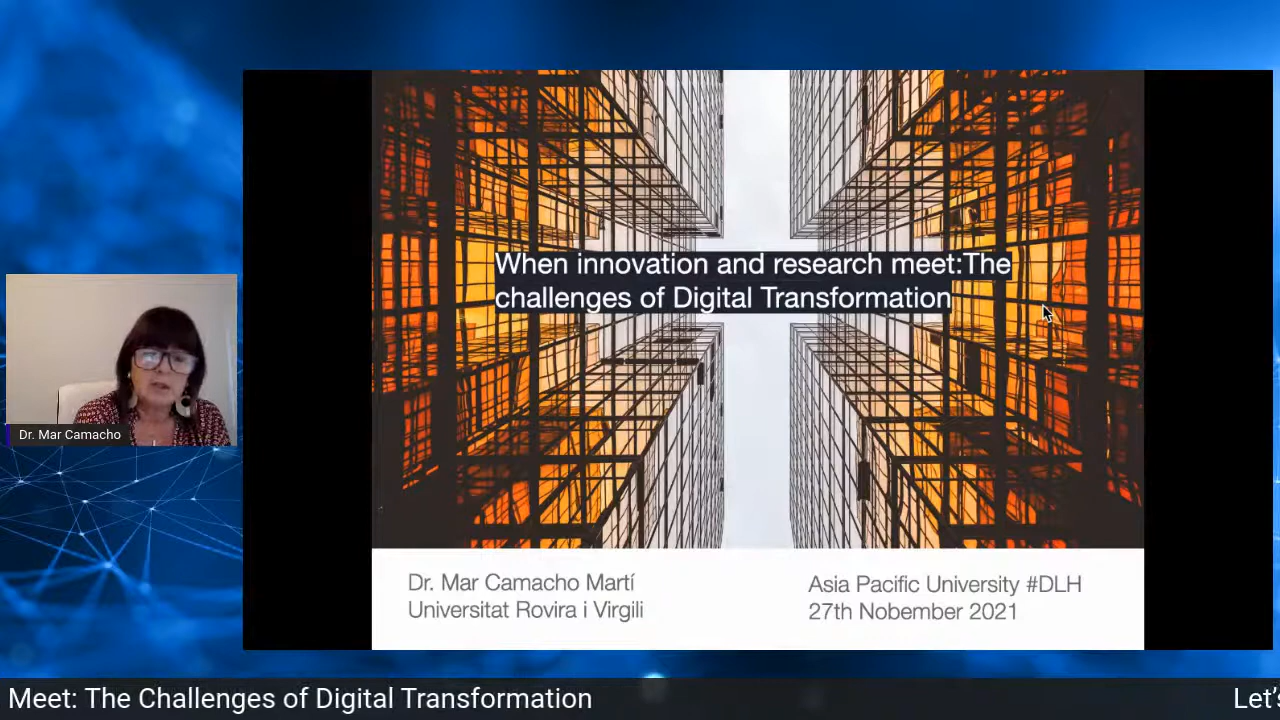 When innovation and research meet:The
challenges of Digital Transformation
Dr. Mar Camacho
Dr. Mar Camacho Martí
Universitat Rovira i Virgili
Asia Pacific University #DLH
27th Nobember 2021
Meet: The Challenges of Digital Transformation
Let's